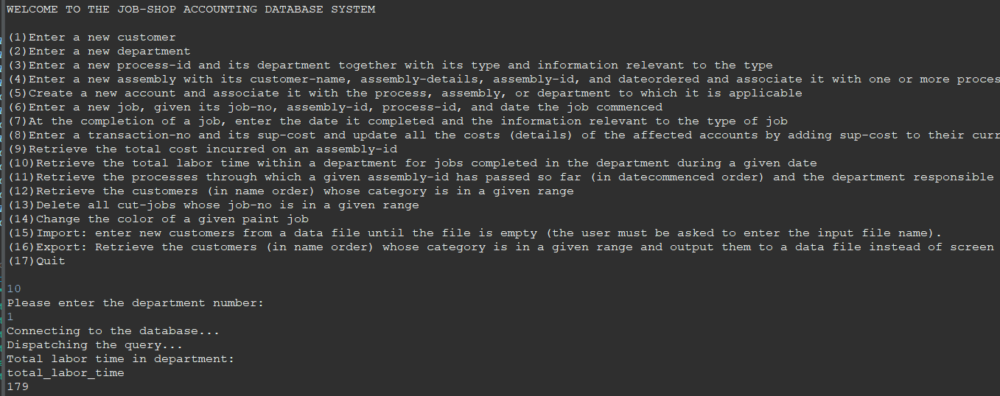 WELCOME TO THE JOB-SHOP ACCOUNTING DATABASE SYSTEM
(1)Enter a new customer
(2)Enter a new department
(3)Enter a new process-id and its department together with its type and information relevant to the type
(4)Enter a new assembly with its customer-name, assembly-details, assembly-id, and dateordered and associate it with one or more proces
(5)Create a new account and associate it with the process, assembly, or department to which it is applicable
(6)Enter a new job, given its job-no, assembly-id, process-id, and date the job commenced
(7)At the completion of a job, enter the date it completed and the information relevant to the type of job
(8)Enter a transaction-no and its sup-cost and update all the costs (details) of the affected accounts by adding sup-cost to their curr
(9)Retrieve the total cost incurred on an assembly-id
(10)Retrieve the total labor time within a department for jobs completed in the department during a given date
(11)Retrieve the processes through which a given assembly-id has passed so far (in datecommenced order) and the department responsible
(12)Retrieve the customers (in name order) whose category is in a given range
(13)Delete all cut-jobs whose job-no is in a given range
(14)Change the color of a given paint job
(15)Import: enter new customers from a data file until the file is empty (the user must be asked to enter the input file name).
(16)Export: Retrieve the customers (in name order) whose category is in a given range and output them to a data file instead of screen
(17)Quit
10
Please enter the department number:
1
Connecting to the database...
Dispatching the query...
Total labor time in department:
total_labor_time
179